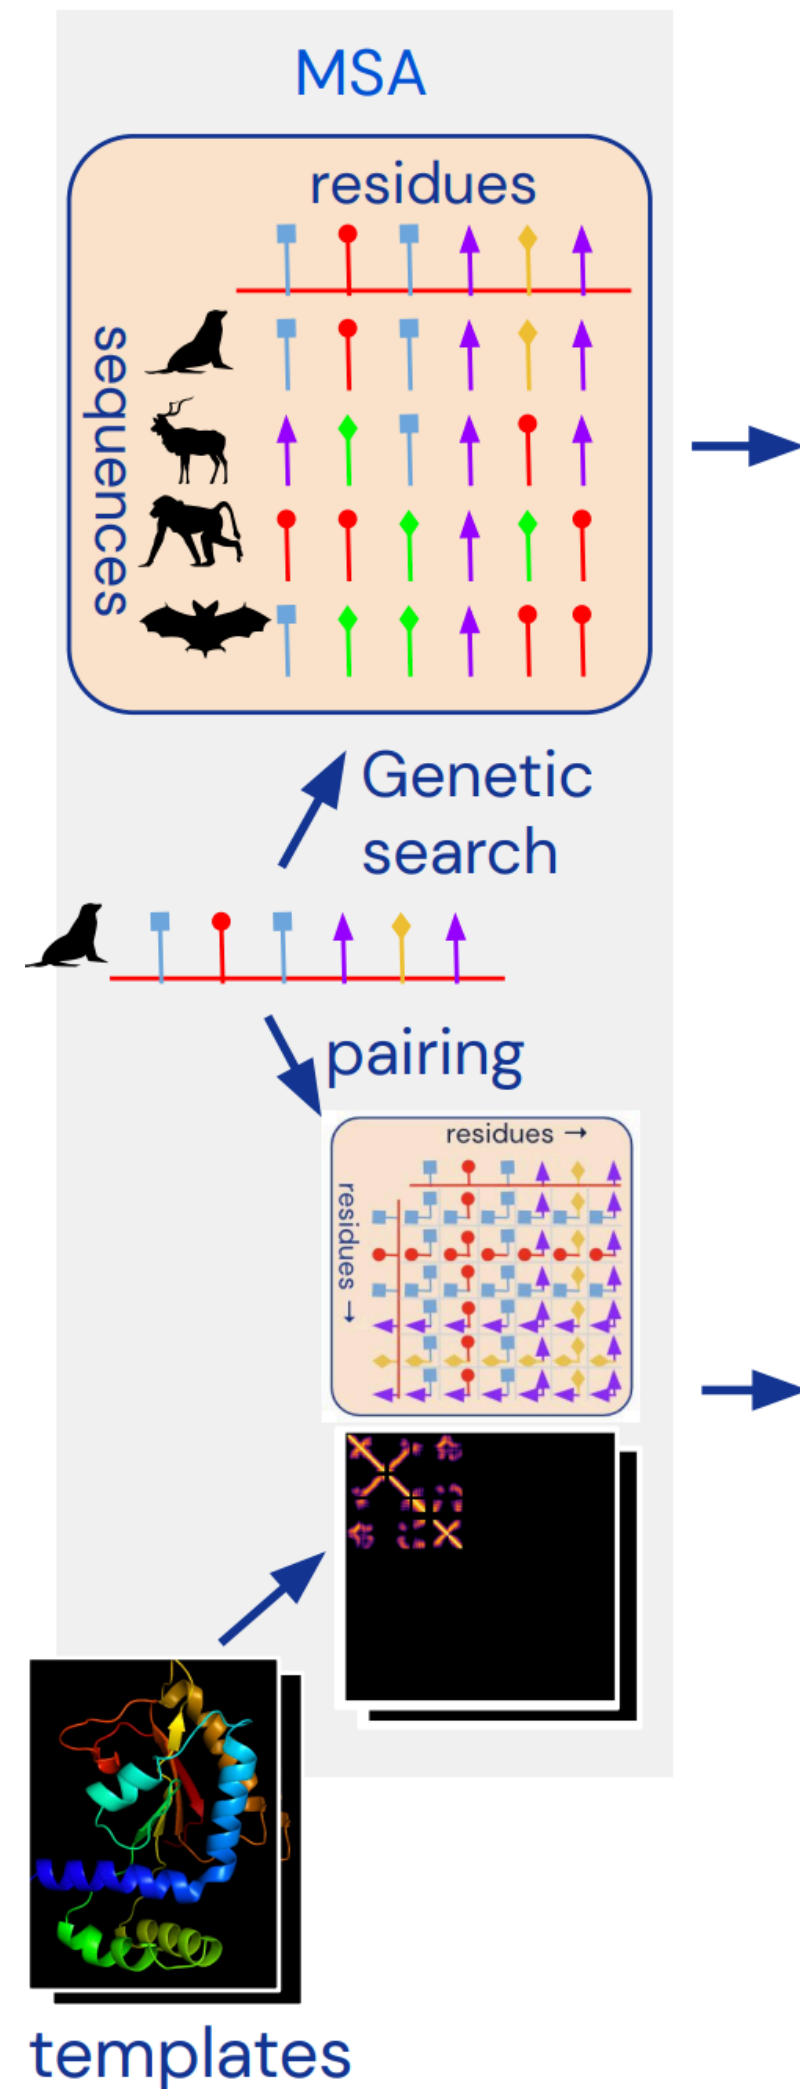 MSA
residues
sequences
Genetic
search
pairing
residues →
residues →
templates